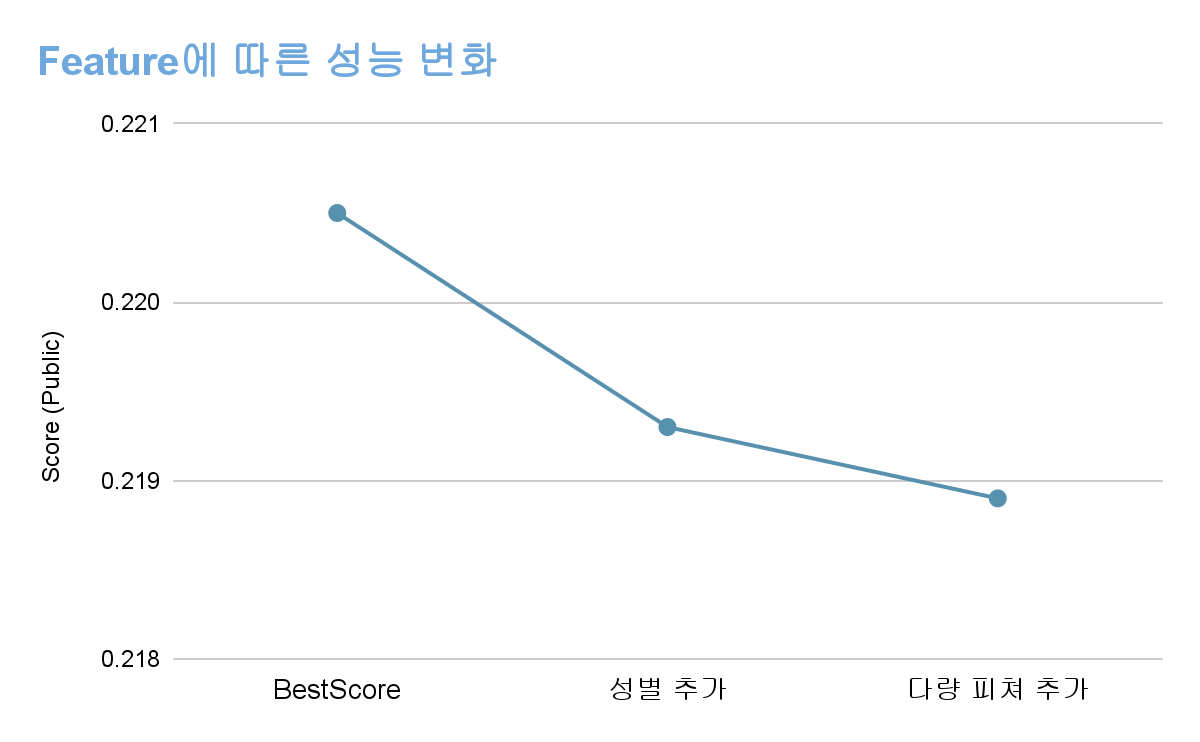 Feature에 따른 성능 변화
0.221
0.220
0.219
0.218
Score (Public)
BestScore
성별 추가
다량 피쳐 추가